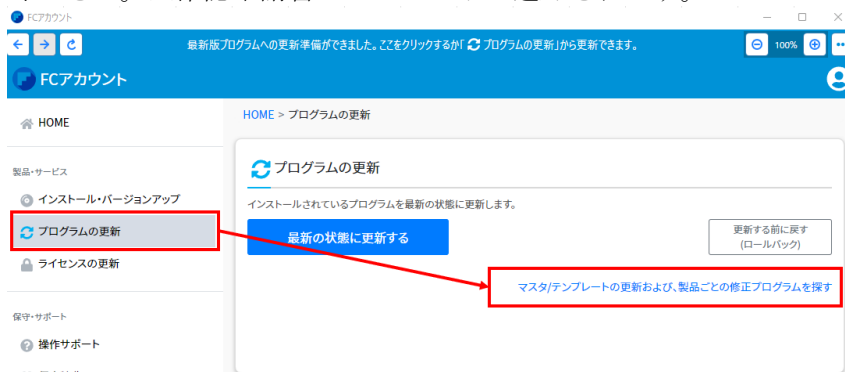 FCアカウント
最新版プログラムへの更新準備ができました。ここをクリックするか「 プログラムの更新」から更新できます。
100%
FCアカウント
HOME
HOME > プログラムの更新
製品・サービス
プログラムの更新
インストール・バージョンアップ
インストールされているプログラムを最新の状態に更新します。
プログラムの更新
最新の状態に更新する
更新する前に戻す
(ロールバック)
ライセンスの更新
マスタ/テンプレートの更新および、製品ごとの修正プログラムを探す
保守・サポート
操作サポート